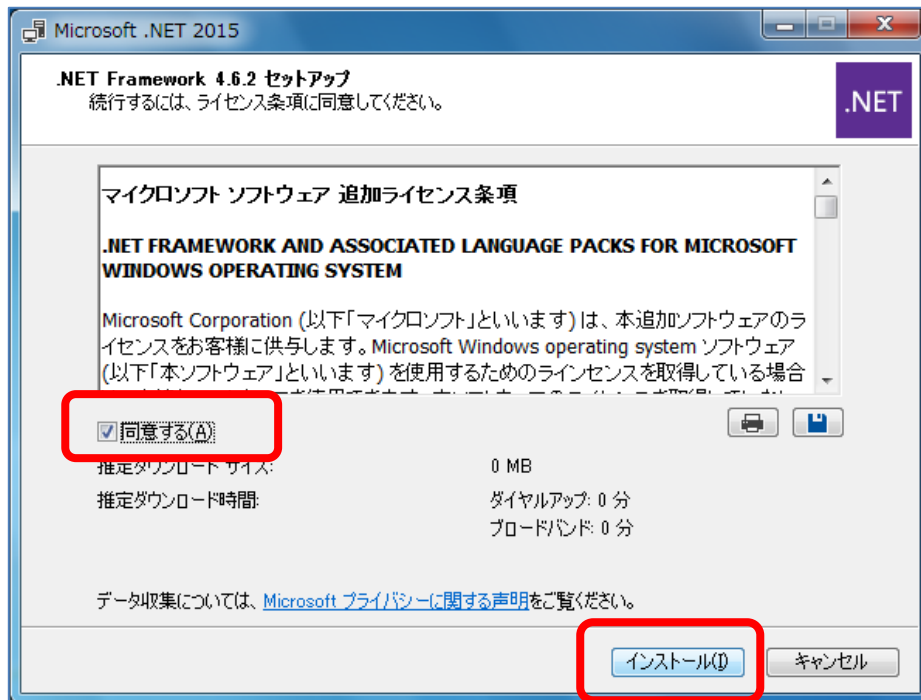 Microsoft .NET 2015
.NET Framework 4.6.2 セットアップ
続行するには、ライセンス条項に同意してください。
.NET
マイクロソフト ソフトウェア 追加ライセンス条項
.NET FRAMEWORK AND ASSOCIATED LANGUAGE PACKS FOR MICROSOFT
WINDOWS OPERATING SYSTEM
Microsoft Corporation (以下「マイクロソフト」といいます) は、本追加ソフトウェアのラ
イセンスをお客様に供与します。Microsoft Windows operating system ソフトウェア
(以下「本ソフトウェア」といいます) を使用するためのラインセンスを取得している場合
同意する(A)
推定ダウンロード サイズ: 0 MB
推定ダウンロード時間: ダイヤルアップ: 0 分
ブロードバンド: 0 分
データ収集については、Microsoft プライバシーに関する声明をご覧ください。
インストール(I) キャンセル